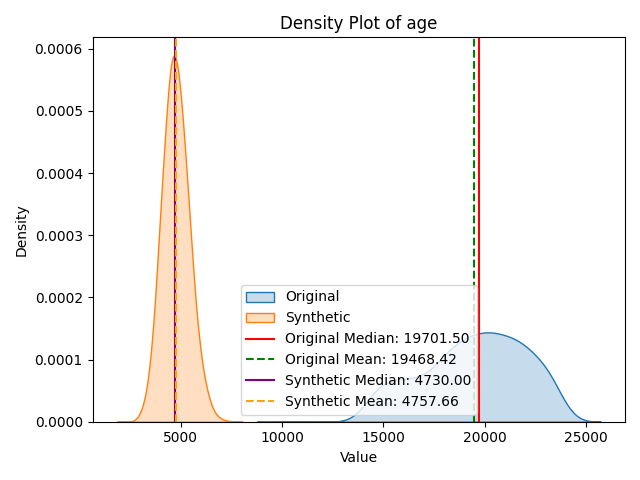 Density Plot of age
0.0006
0.0005
0.0004
0.0003
0.0002
0.0001
0.0000
Density
Original
Synthetic
Original Median: 19701.50
Original Mean: 19468.42
Synthetic Median: 4730.00
Synthetic Mean: 4757.66
5000 10000 15000 20000 25000
Value